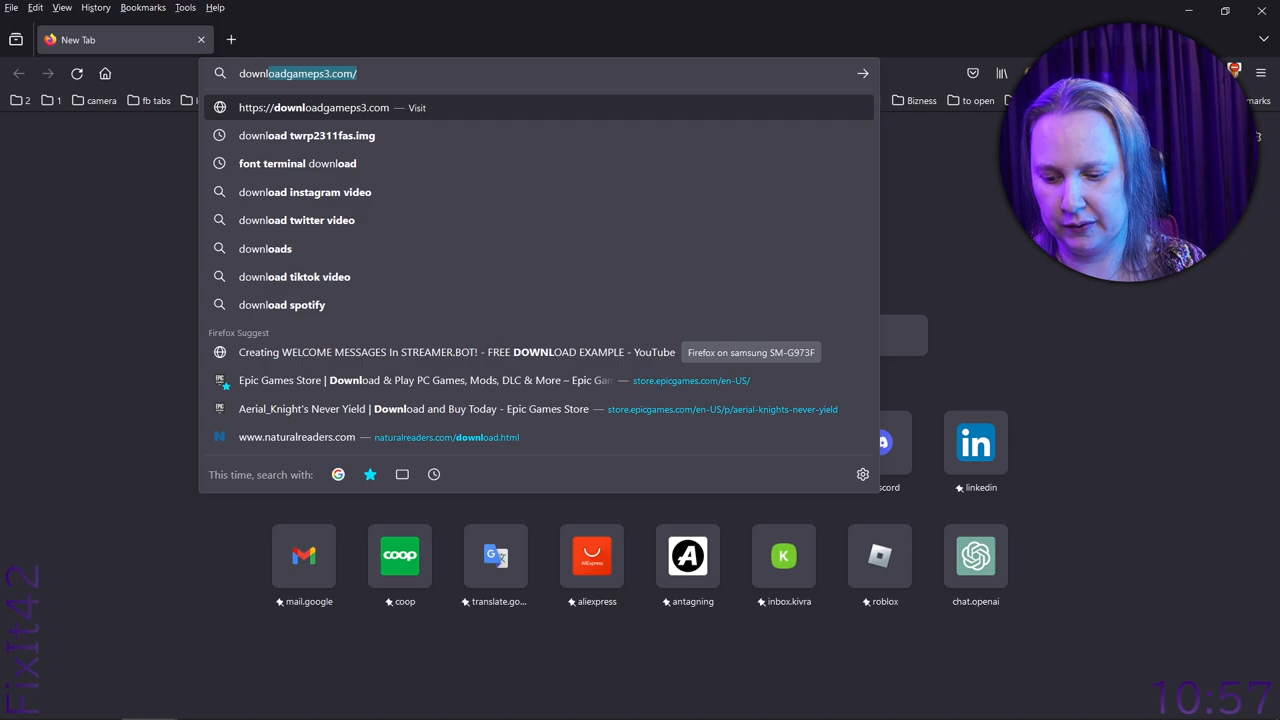 File Edit View History Bookmarks Tools Help
New Tab
downloadgameps3.com/
2 1 camera fb tabs Bizness to open
https://downloadgameps3.com — Visit
download twrp2311fas.img
font terminal download
download instagram video
download twitter video
downloads
download tiktok video
download spotify
Firefox Suggest
Creating WELCOME MESSAGES In STREAMER.BOT! - FREE DOWNLOAD EXAMPLE - YouTube Firefox on samsung SM-G973F
Epic Games Store | Download & Play PC Games, Mods, DLC & More – Epic Gan — store.epicgames.com/en-US/
Aerial_Knight's Never Yield | Download and Buy Today - Epic Games Store — store.epicgames.com/en-US/p/aerial-knights-never-yield
www.naturalreaders.com — naturalreaders.com/download.html
This time, search with:
scord linkedin
coop
AliExpress
K
mail.google coop translate.go... aliexpress antagning inbox.kivra roblox chat.openai
FixIt42
10:57